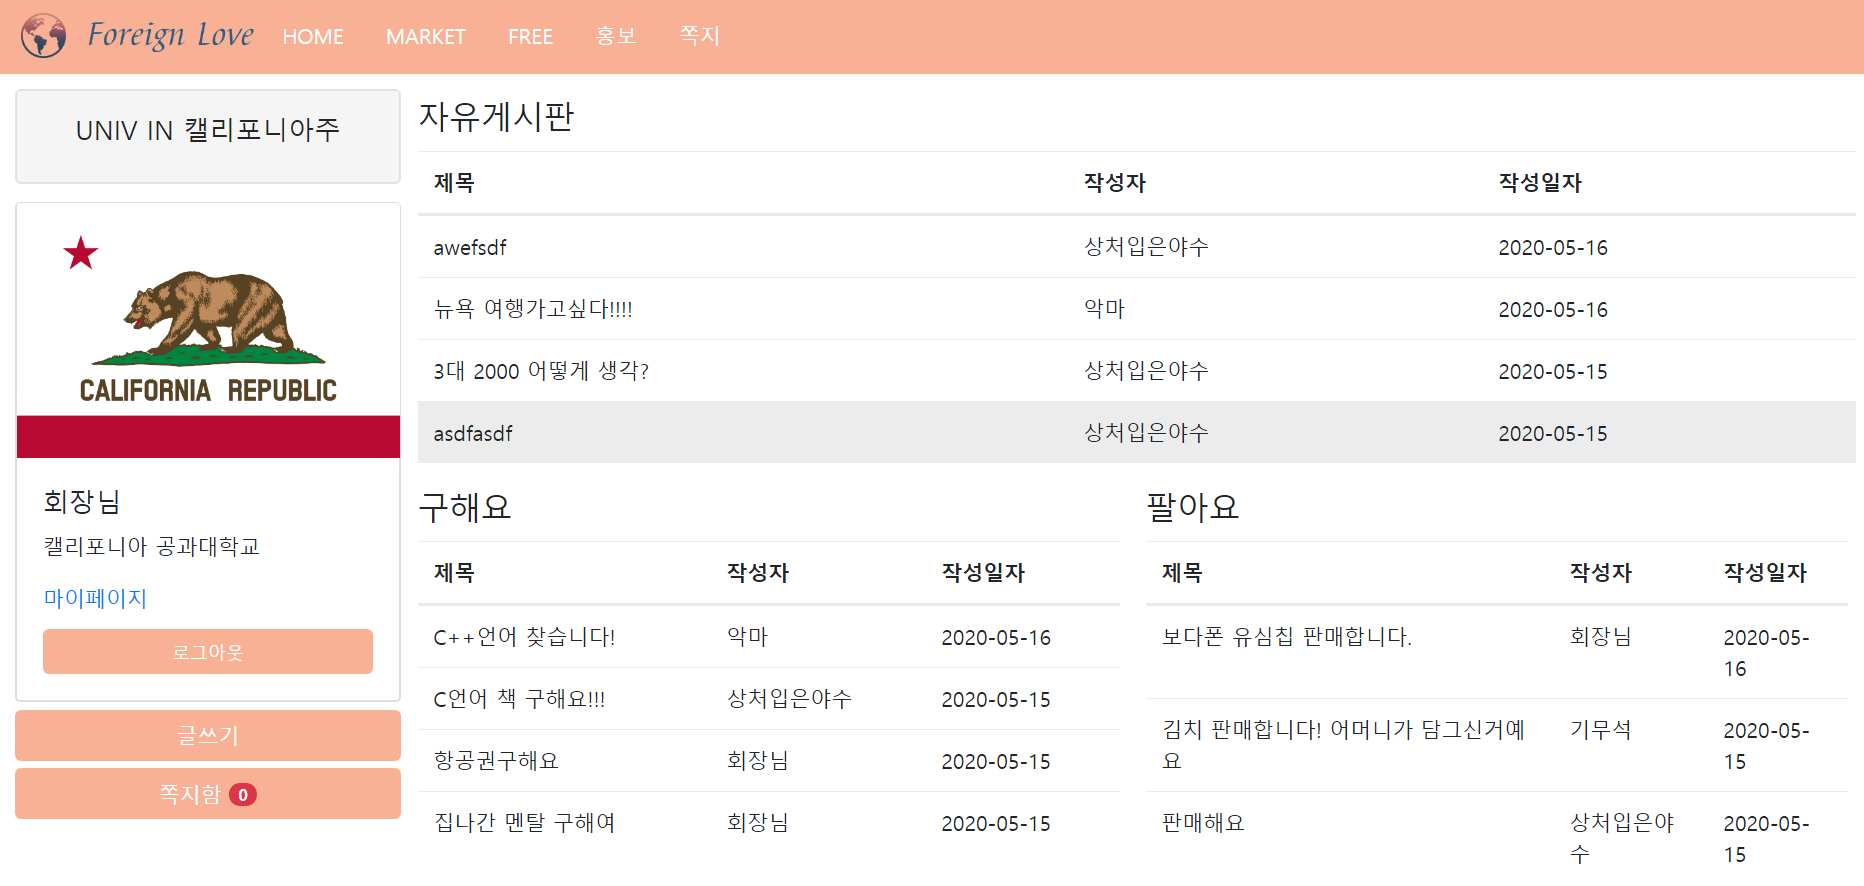 Foreign Love HOME MARKET FREE 홍보 쪽지
UNIV IN 캘리포니아주
CALIFORNIA REPUBLIC
회장님
캘리포니아 공과대학교
마이페이지
로그아웃
글쓰기
쪽지함 0
자유게시판
제목 작성자 작성일자
awefsdf 상처입은야수 2020-05-16
뉴욕 여행가고싶다!!!! 악마 2020-05-16
3대 2000 어떻게 생각? 상처입은야수 2020-05-15
asdfasdf 상처입은야수 2020-05-15
구해요
제목 작성자 작성일자
C++언어 찾습니다! 악마 2020-05-16
C언어 책 구해요!!! 상처입은야수 2020-05-15
항공권구해요 회장님 2020-05-15
집나간 멘탈 구해여 회장님 2020-05-15
팔아요
제목 작성자 작성일자
보다폰 유심칩 판매합니다. 회장님 2020-05-
16
김치 판매합니다! 어머니가 담그신거예 기무석 2020-05-
요 15
판매해요 상처입은야 2020-05-
수 15